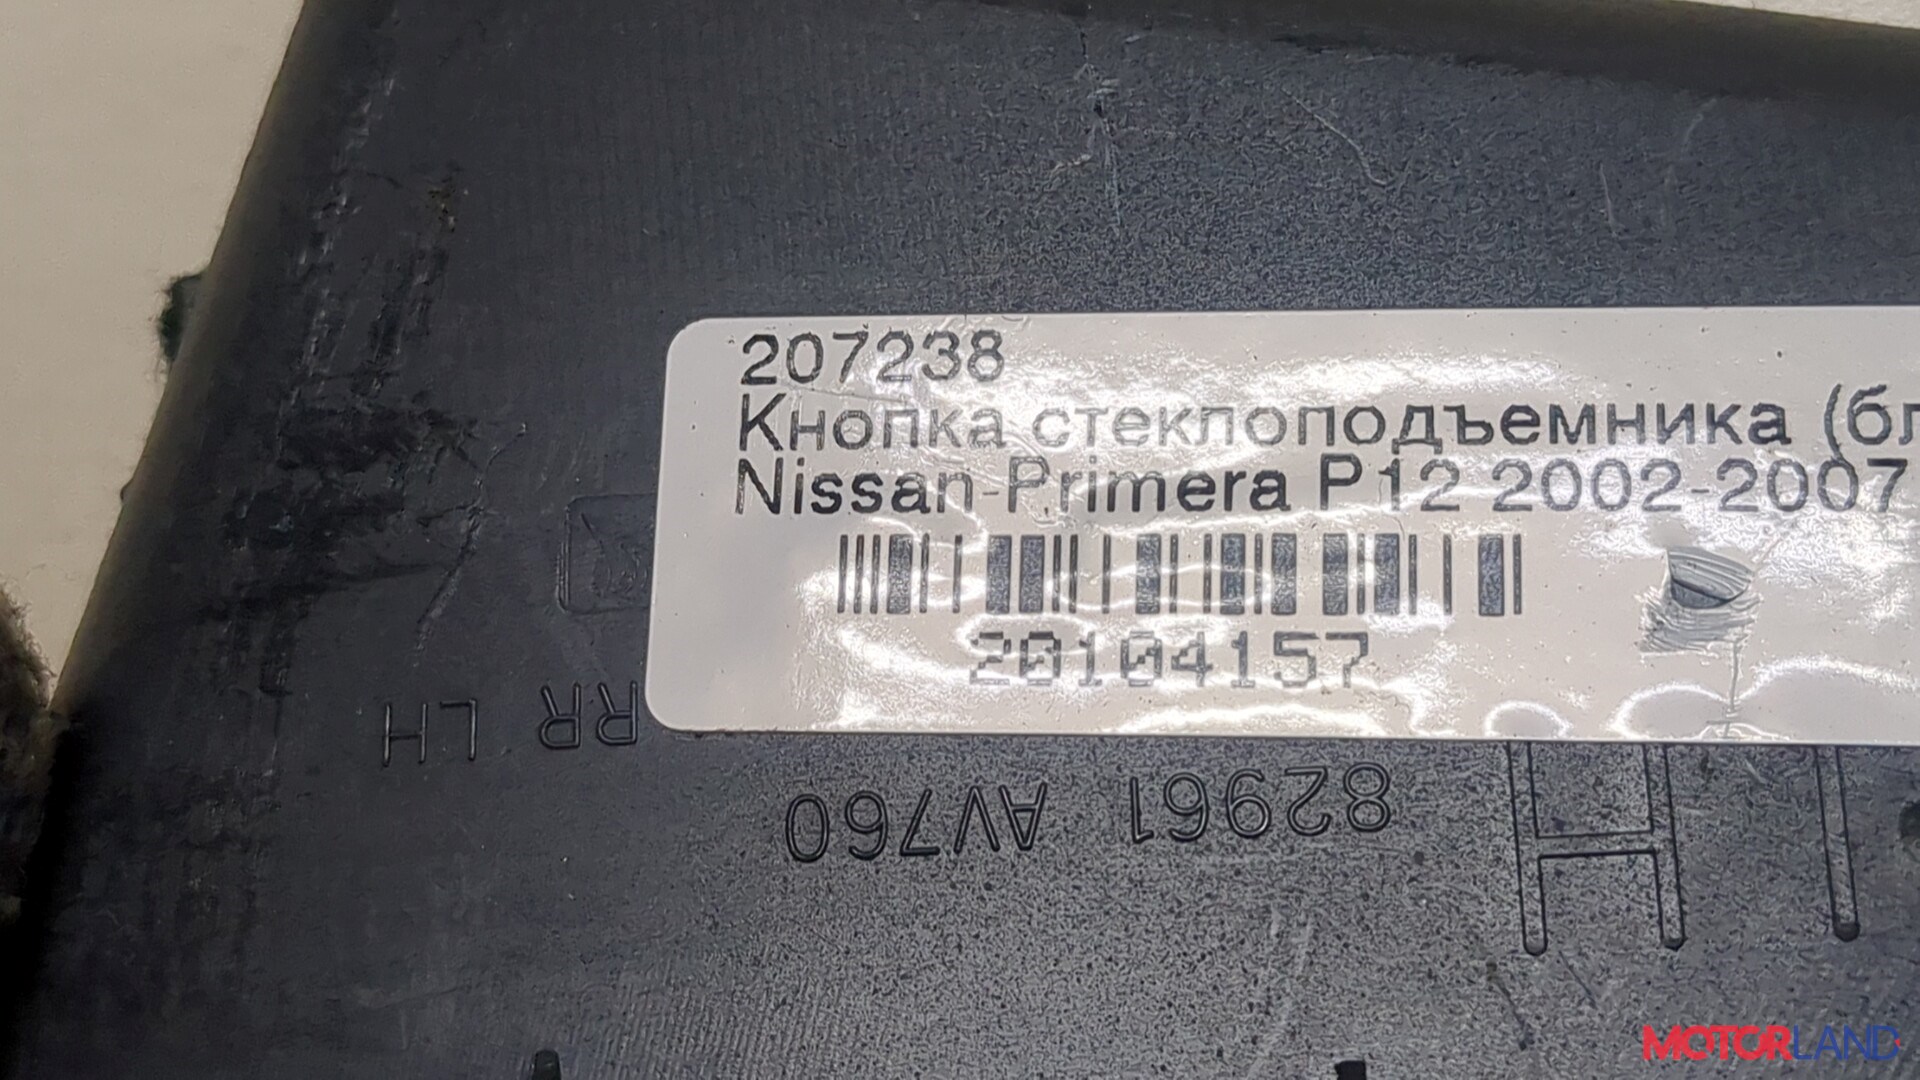 207238
Кнопка стеклоподъемника (бл
Nissan-Primera P12 2002-2007
20104157
RR LH
82961 AV760
MOTORLAND